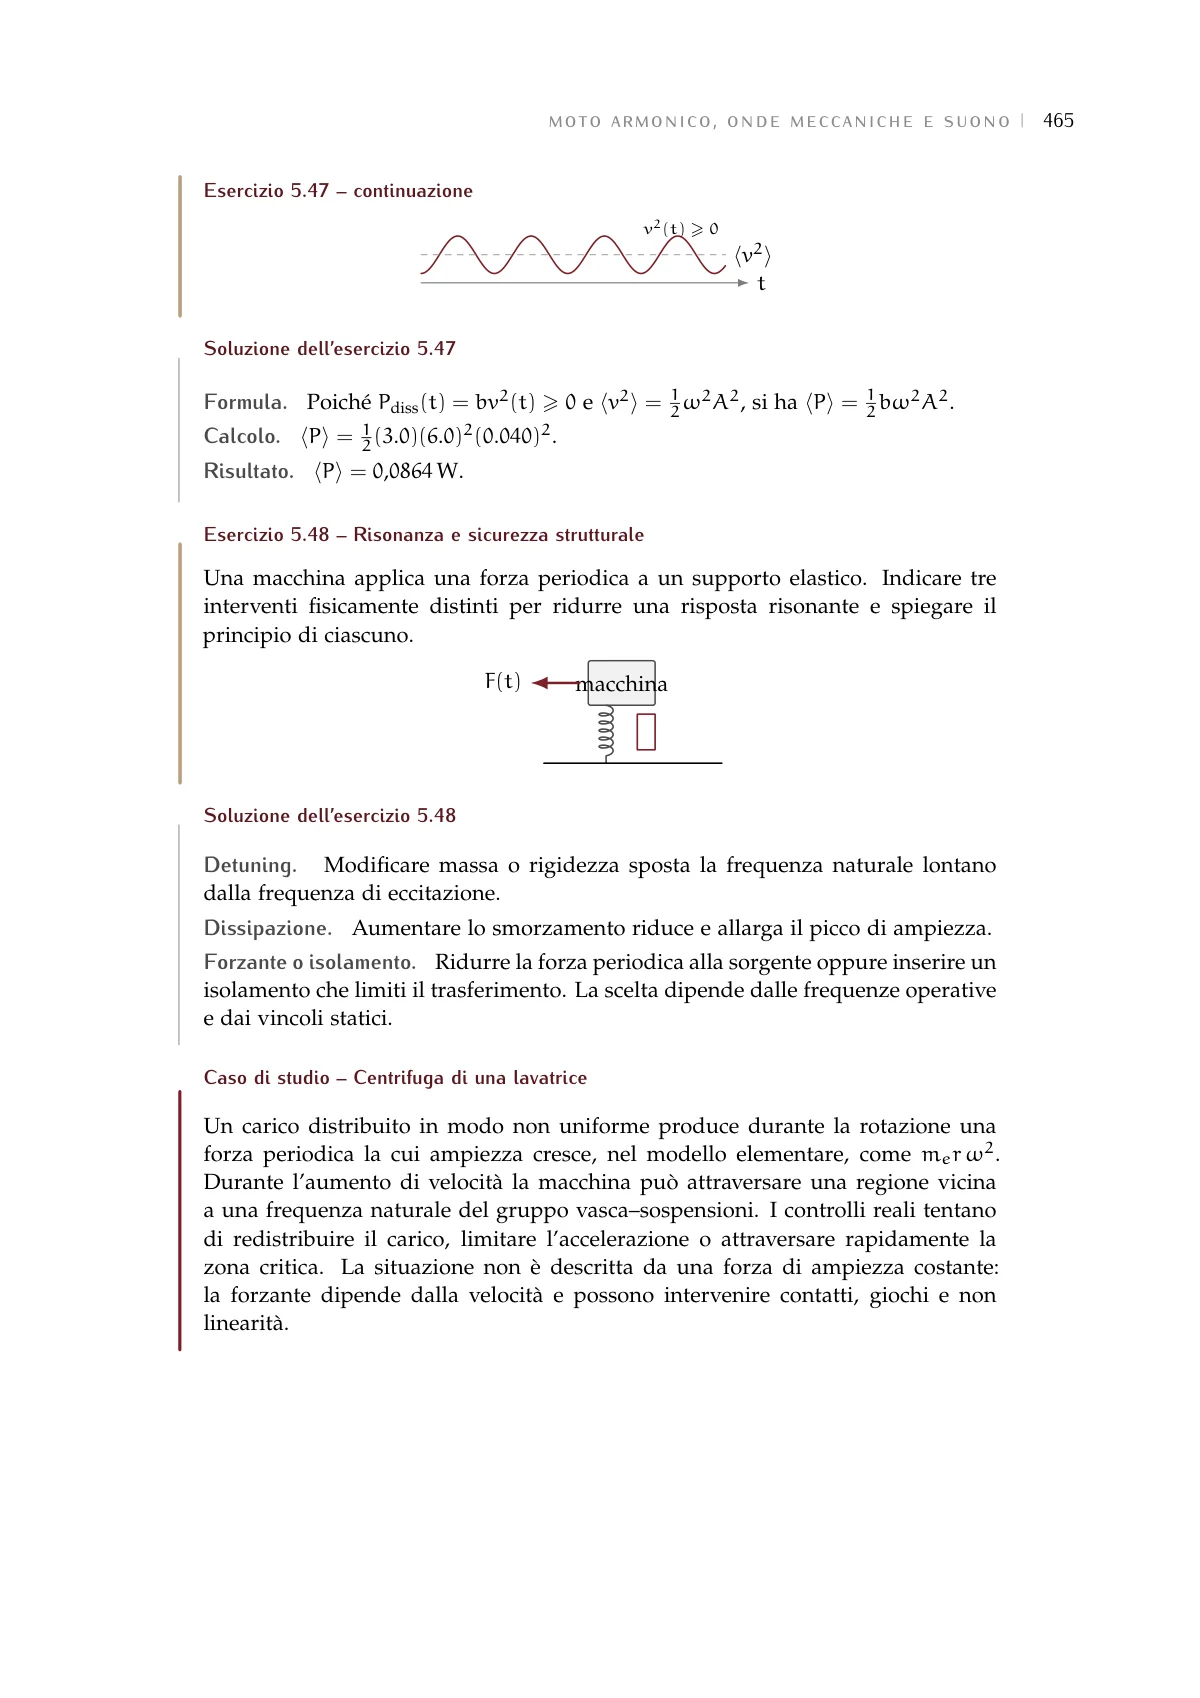 MOTO ARMONICO, ONDE MECCANICHE E SUONO | 465
Esercizio 5.47 – continuazione
v²(t) ⩾ 0
⟨v²⟩
t
Soluzione dell'esercizio 5.47
Formula. Poiché P_diss(t) = bv²(t) ⩾ 0 e ⟨v²⟩ = ½ω²A², si ha ⟨P⟩ = ½bω²A².
Calcolo. ⟨P⟩ = ½(3.0)(6.0)²(0.040)².
Risultato. ⟨P⟩ = 0,0864 W.
Esercizio 5.48 – Risonanza e sicurezza strutturale
Una macchina applica una forza periodica a un supporto elastico. Indicare tre
interventi fisicamente distinti per ridurre una risposta risonante e spiegare il
principio di ciascuno.
F(t)
macchina
Soluzione dell'esercizio 5.48
Detuning. Modificare massa o rigidezza sposta la frequenza naturale lontano
dalla frequenza di eccitazione.
Dissipazione. Aumentare lo smorzamento riduce e allarga il picco di ampiezza.
Forzante o isolamento. Ridurre la forza periodica alla sorgente oppure inserire un
isolamento che limiti il trasferimento. La scelta dipende dalle frequenze operative
e dai vincoli statici.
Caso di studio – Centrifuga di una lavatrice
Un carico distribuito in modo non uniforme produce durante la rotazione una
forza periodica la cui ampiezza cresce, nel modello elementare, come mₑr ω².
Durante l'aumento di velocità la macchina può attraversare una regione vicina
a una frequenza naturale del gruppo vasca–sospensioni. I controlli reali tentano
di redistribuire il carico, limitare l'accelerazione o attraversare rapidamente la
zona critica. La situazione non è descritta da una forza di ampiezza costante:
la forzante dipende dalla velocità e possono intervenire contatti, giochi e non
linearità.